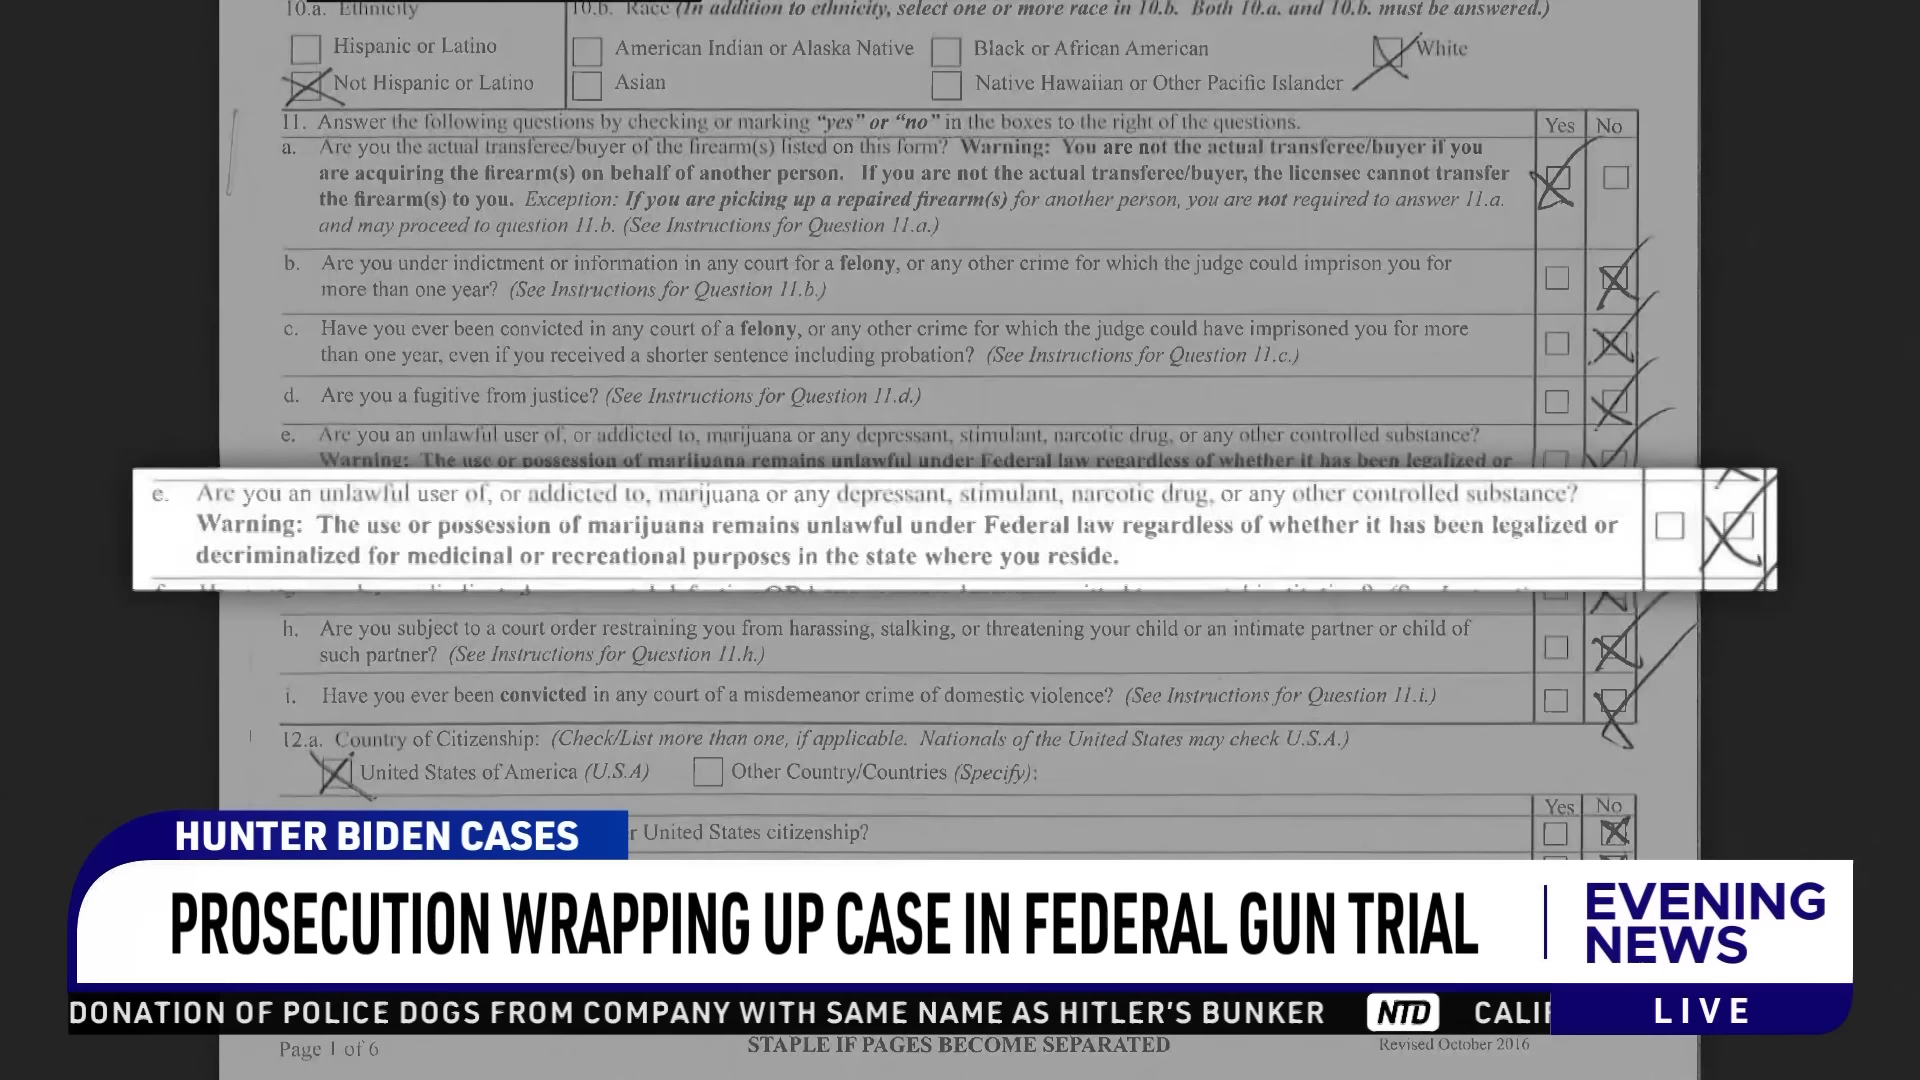 10.a. Ethnicity
10.b. Race (In addition to ethnicity, select one or more race in 10.b. Both 10.a. and 10.b. must be answered.)
Hispanic or Latino
American Indian or Alaska Native
Black or African American
White
Not Hispanic or Latino
Asian
Native Hawaiian or Other Pacific Islander
11. Answer the following questions by checking or marking "yes" or "no" in the boxes to the right of the questions.
Yes
No
a. Are you the actual transferee/buyer of the firearm(s) listed on this form? Warning: You are not the actual transferee/buyer if you
are acquiring the firearm(s) on behalf of another person. If you are not the actual transferee/buyer, the licensee cannot transfer
the firearm(s) to you. Exception: If you are picking up a repaired firearm(s) for another person, you are not required to answer 11.a.
and may proceed to question 11.b. (See Instructions for Question 11.a.)
b. Are you under indictment or information in any court for a felony, or any other crime for which the judge could imprison you for
more than one year? (See Instructions for Question 11.b.)
c. Have you ever been convicted in any court of a felony, or any other crime for which the judge could have imprisoned you for more
than one year, even if you received a shorter sentence including probation? (See Instructions for Question 11.c.)
d. Are you a fugitive from justice? (See Instructions for Question 11.d.)
e. Are you an unlawful user of, or addicted to, marijuana or any depressant, stimulant, narcotic drug, or any other controlled substance?
Warning: The use or possession of marijuana remains unlawful under Federal law regardless of whether it has been legalized or
e. Are you an unlawful user of, or addicted to, marijuana or any depressant, stimulant, narcotic drug, or any other controlled substance?
Warning: The use or possession of marijuana remains unlawful under Federal law regardless of whether it has been legalized or
decriminalized for medicinal or recreational purposes in the state where you reside.
h. Are you subject to a court order restraining you from harassing, stalking, or threatening your child or an intimate partner or child of
such partner? (See Instructions for Question 11.h.)
i. Have you ever been convicted in any court of a misdemeanor crime of domestic violence? (See Instructions for Question 11.i.)
12.a. Country of Citizenship: (Check/List more than one, if applicable. Nationals of the United States may check U.S.A.)
United States of America (U.S.A)
Other Country/Countries (Specify):
Yes
No
r United States citizenship?
HUNTER BIDEN CASES
PROSECUTION WRAPPING UP CASE IN FEDERAL GUN TRIAL
EVENING
NEWS
DONATION OF POLICE DOGS FROM COMPANY WITH SAME NAME AS HITLER'S BUNKER
NTD
CALIF
LIVE
Page 1 of 6
STAPLE IF PAGES BECOME SEPARATED
Revised October 2016